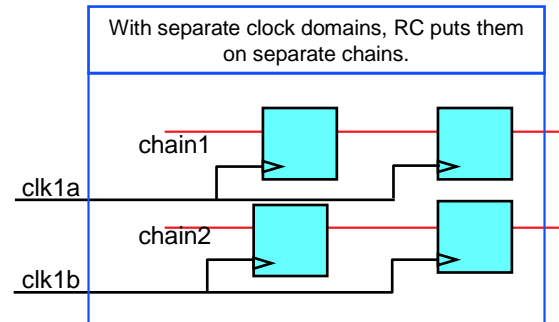 With separate clock domains, RC puts them
on separate chains.
chain1
clk1a
chain2
clk1b